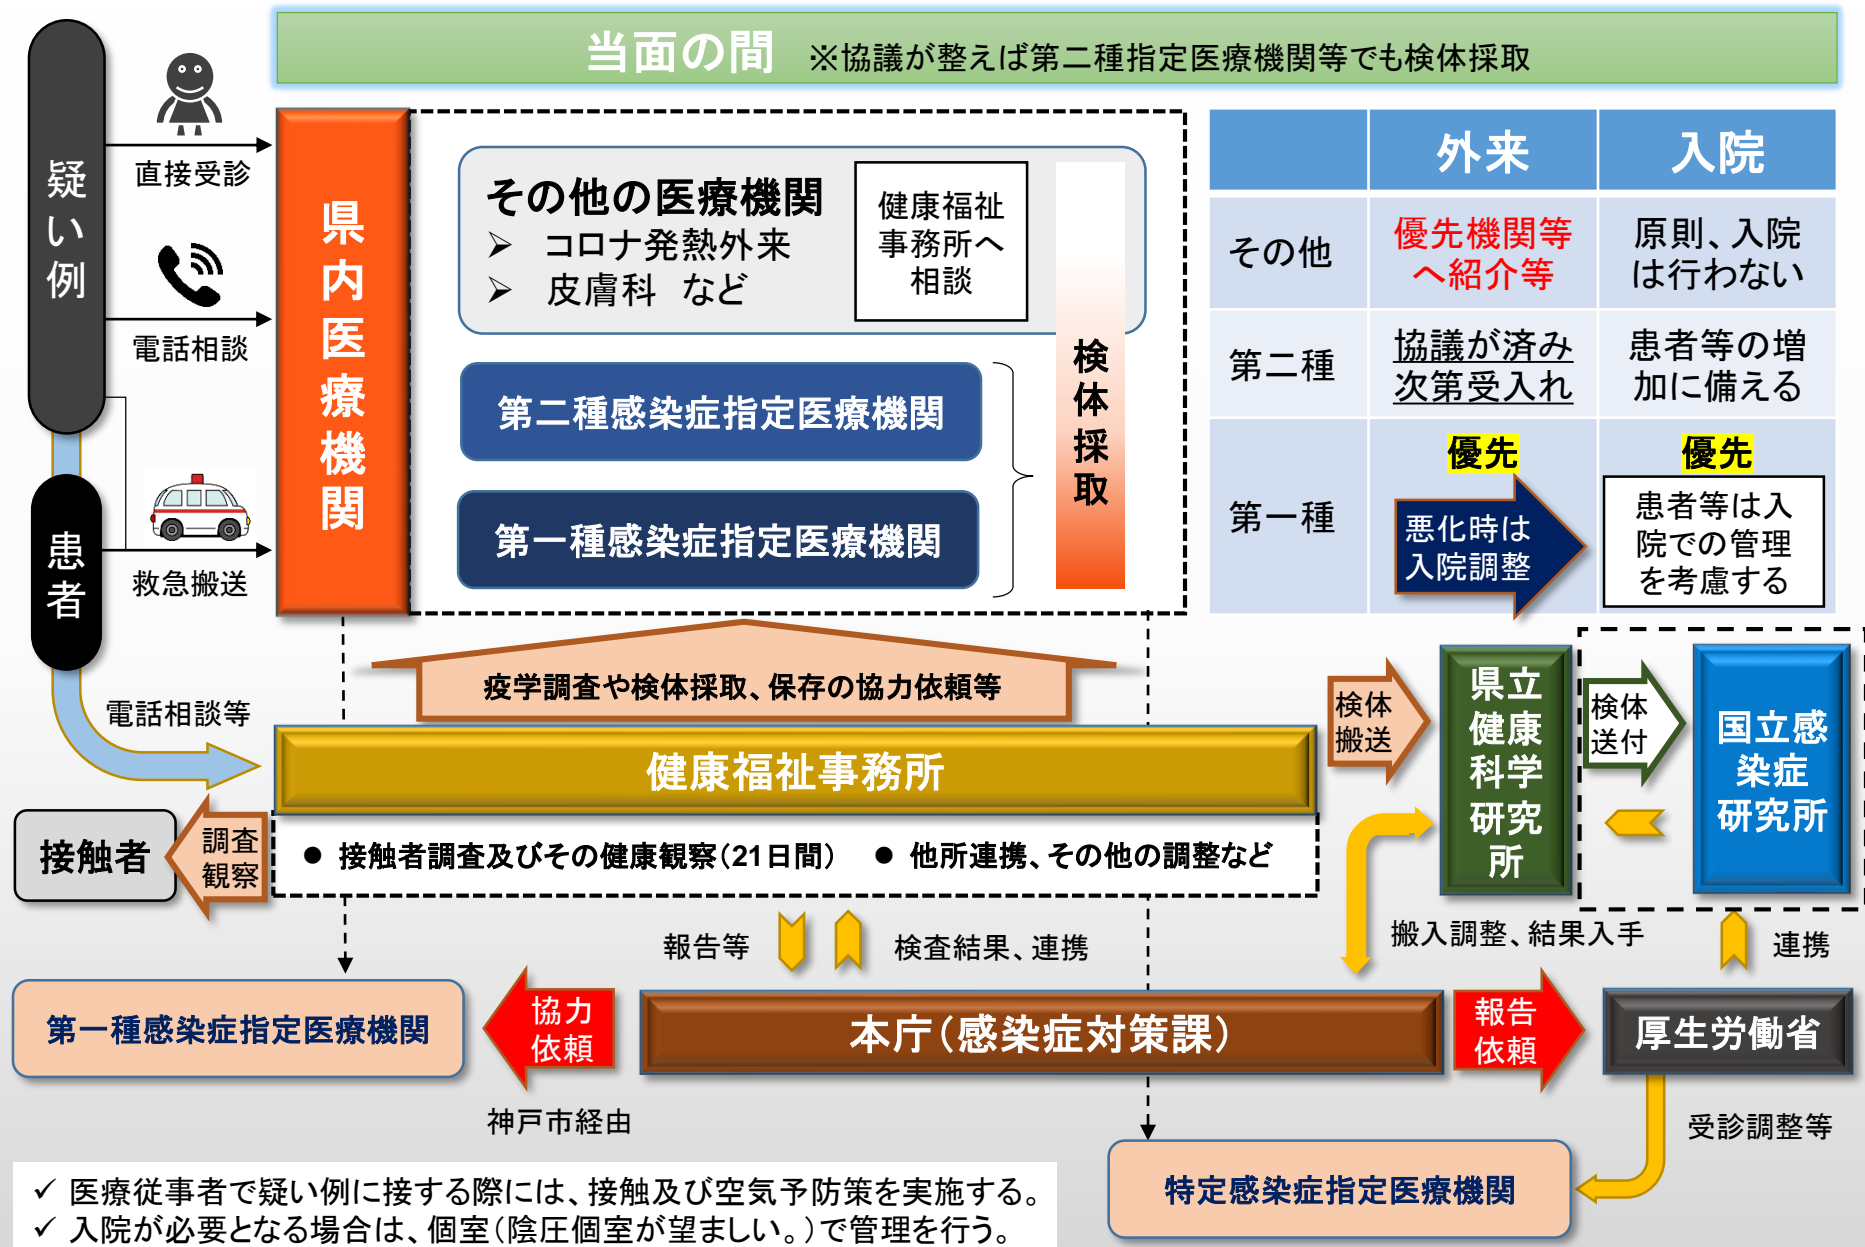 当面の間 ※協議が整えば第二種指定医療機関等でも検体採取
疑い例
直接受診
電話相談
救急搬送
患者
電話相談等
県内医療機関
その他の医療機関
➢ コロナ発熱外来
➢ 皮膚科 など
健康福祉
事務所へ
相談
第二種感染症指定医療機関
第一種感染症指定医療機関
検体採取
外来 入院
その他
優先機関等
へ紹介等
原則、入院
は行わない
第二種
協議が済み
次第受入れ
患者等の増
加に備える
第一種
優先
悪化時は
入院調整
優先
患者等は入
院での管理
を考慮する
疫学調査や検体採取、保存の協力依頼等
健康福祉事務所
● 接触者調査及びその健康観察(21日間) ● 他所連携、その他の調整など
接触者
調査
観察
検体
搬送
県立
健康
科学
研究
所
検体
送付
国立感
染症
研究所
報告等
検査結果、連携
搬入調整、結果入手
連携
第一種感染症指定医療機関
協力
依頼
本庁(感染症対策課)
報告
依頼
厚生労働省
神戸市経由
受診調整等
特定感染症指定医療機関
✓ 医療従事者で疑い例に接する際には、接触及び空気予防策を実施する。
✓ 入院が必要となる場合は、個室(陰圧個室が望ましい。)で管理を行う。